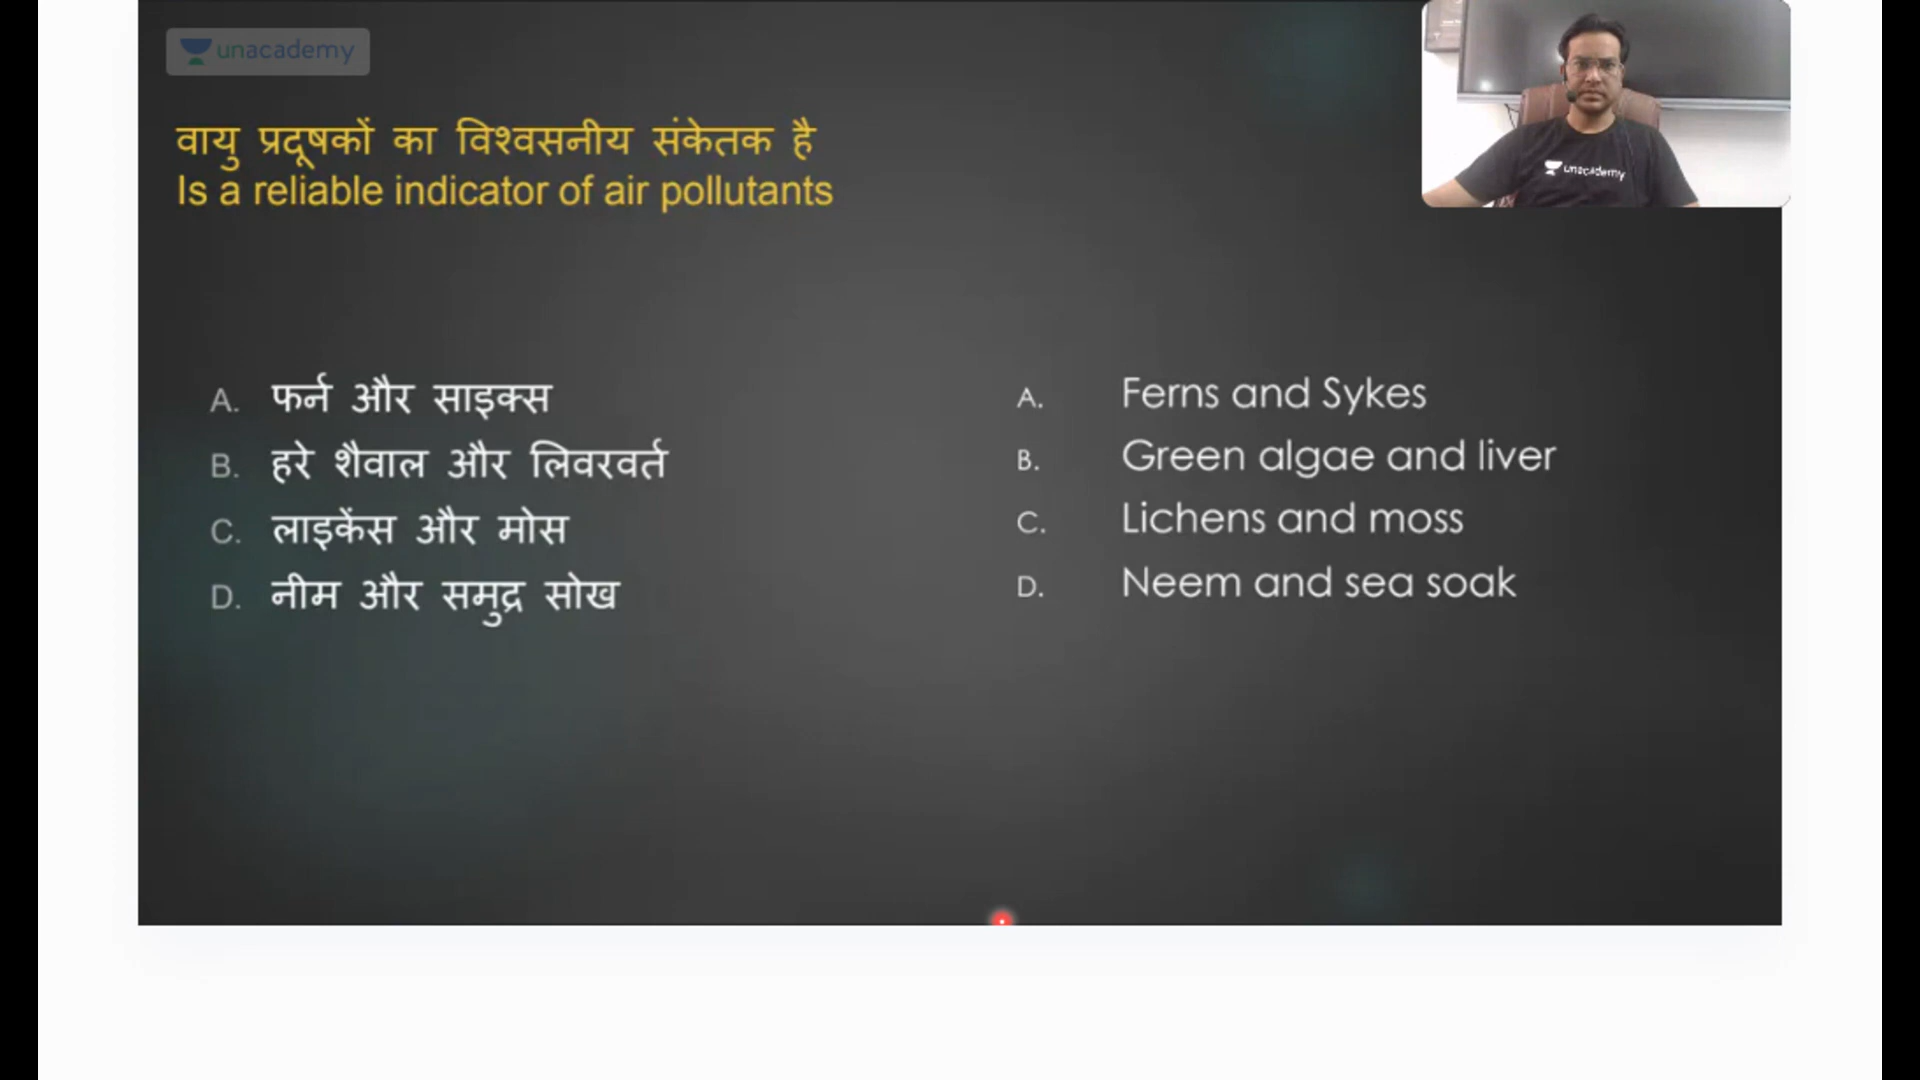 unacademy
वायु प्रदूषकों का विश्वसनीय संकेतक है
Is a reliable indicator of air pollutants
A. फर्न और साइक्स
B. हरे शैवाल और लिवरवर्त
C. लाइकेंस और मोस
D. नीम और समुद्र सोख
A. Ferns and Sykes
B. Green algae and liver
C. Lichens and moss
D. Neem and sea soak
unacademy